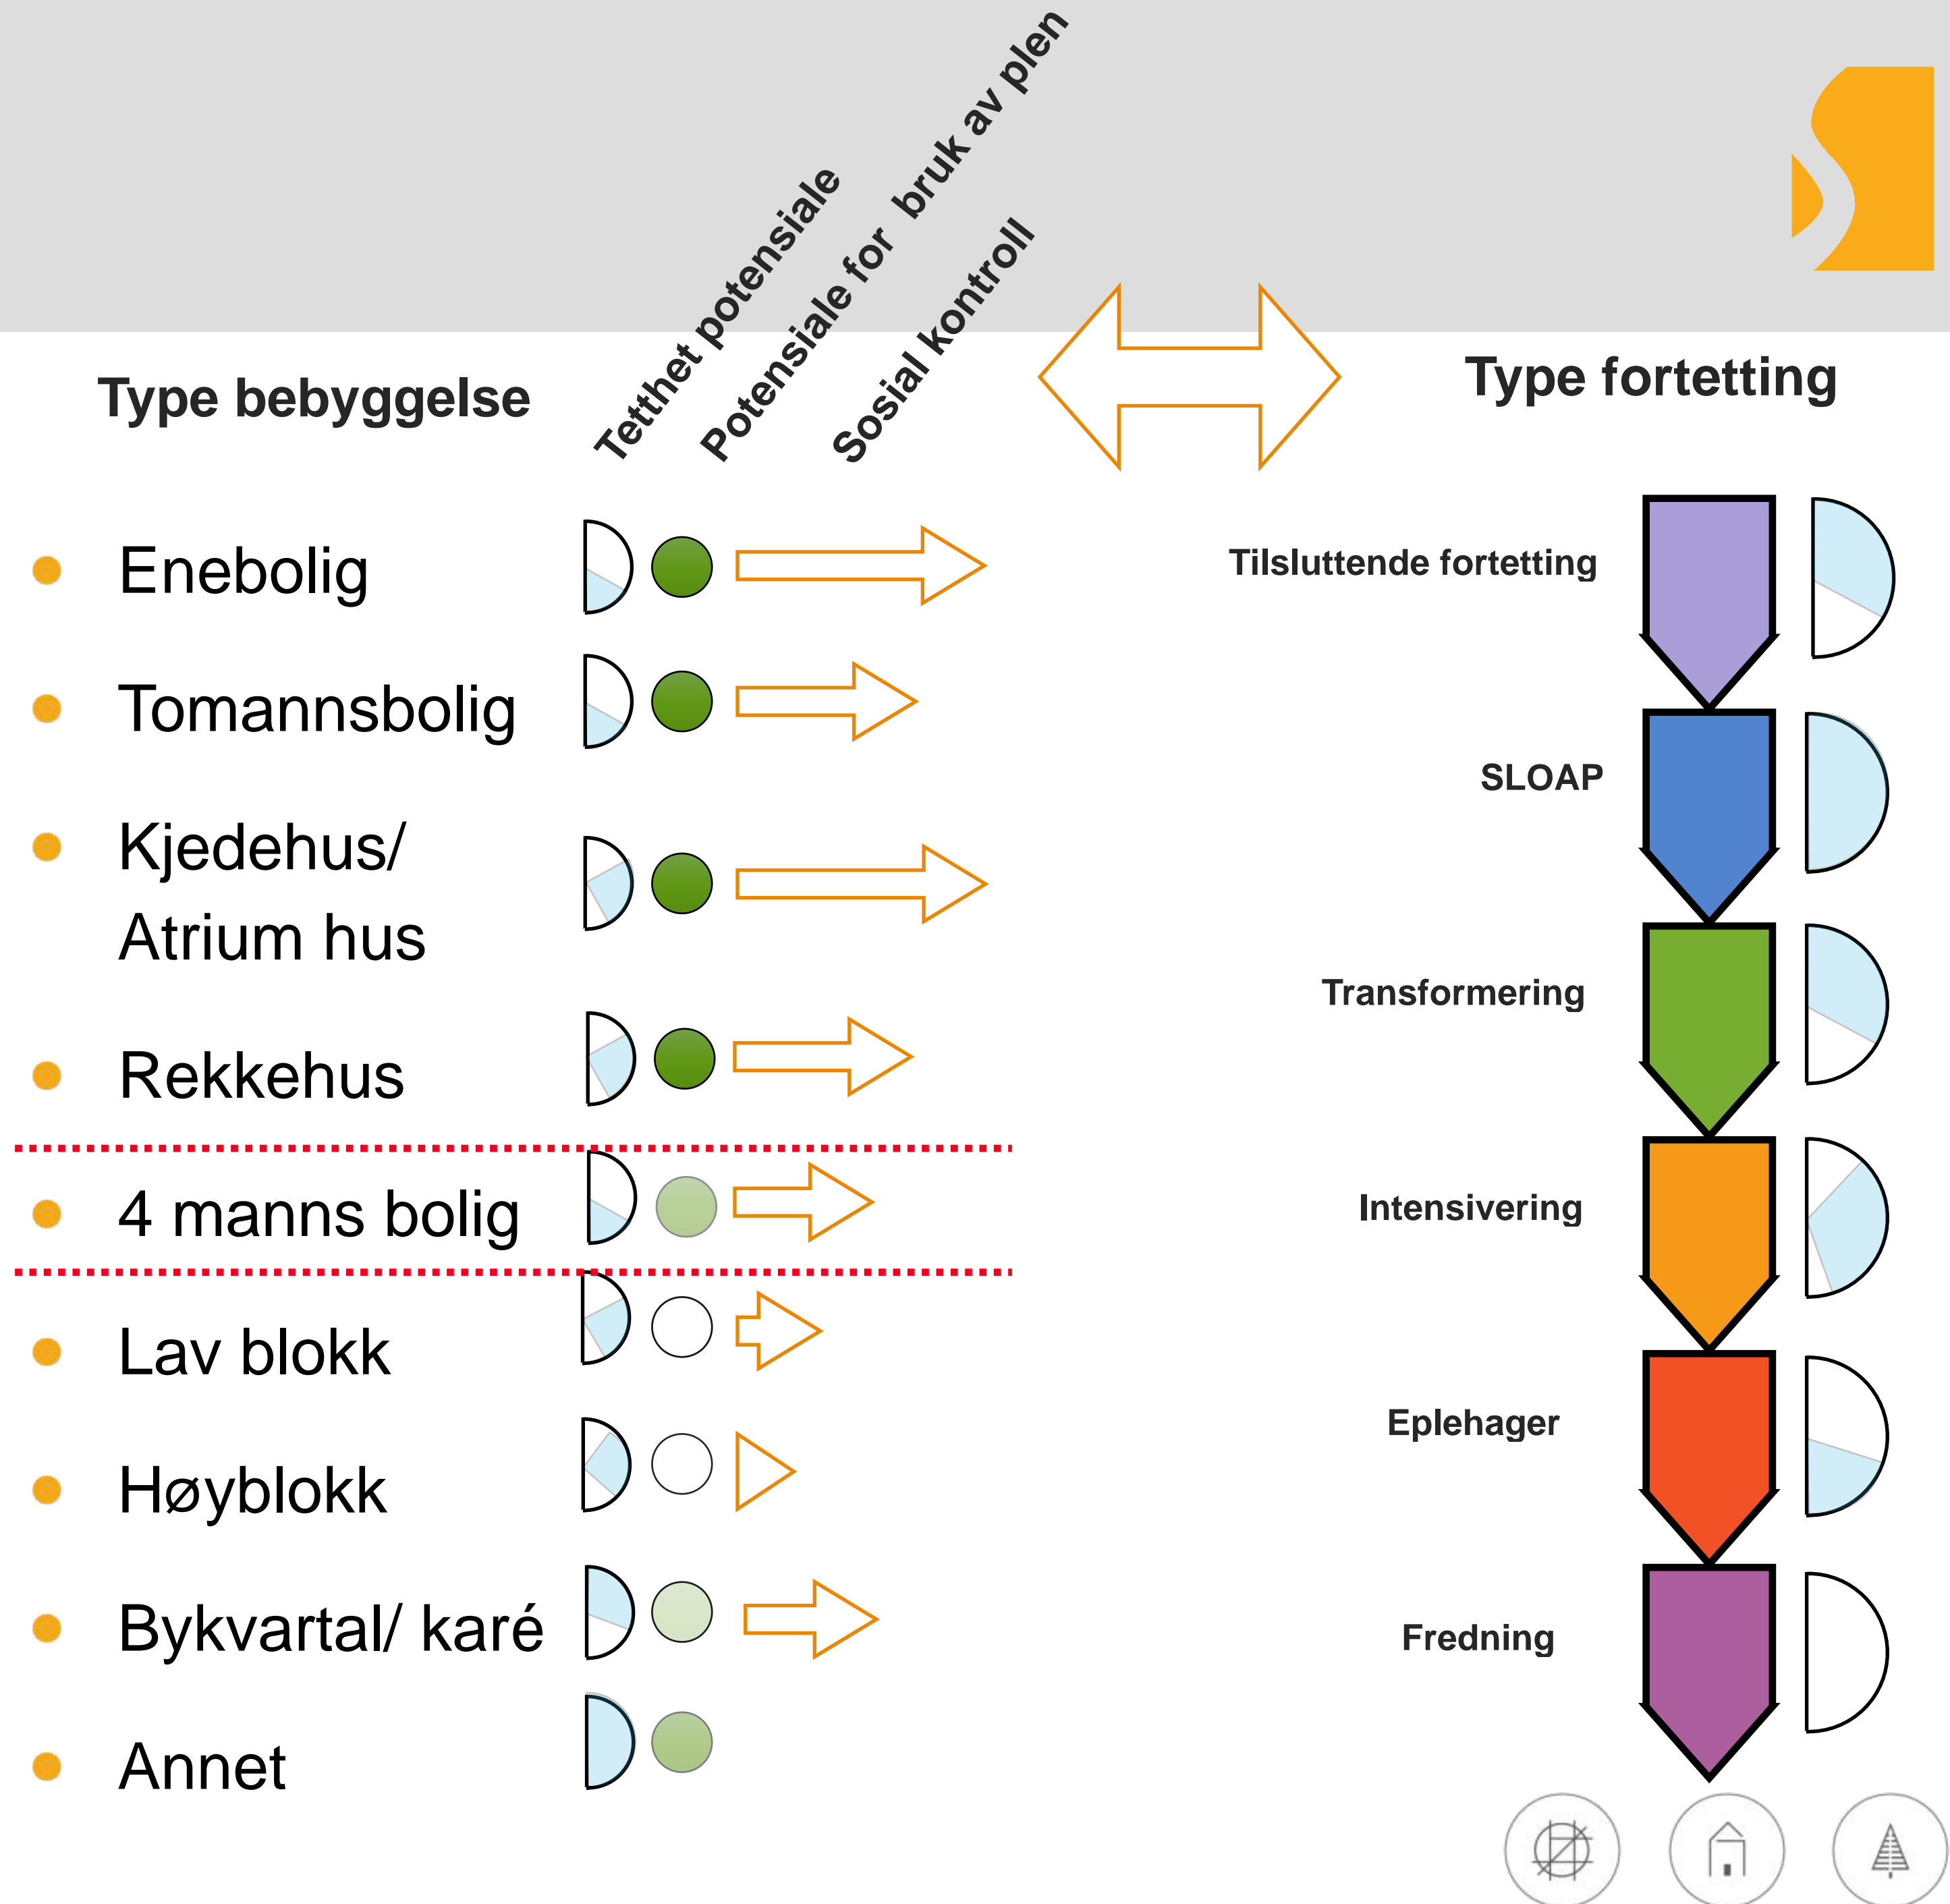 Tetthet potensiale
Potensiale for bruk av plen
Sosial kontroll
Type bebyggelse
Type fortetting
Enebolig
Tomannsbolig
Kjedehus/
Atrium hus
Rekkehus
4 manns bolig
Lav blokk
Høyblokk
Bykvartal/ karé
Annet
Tilsluttende fortetting
SLOAP
Transformering
Intensivering
Eplehager
Fredning